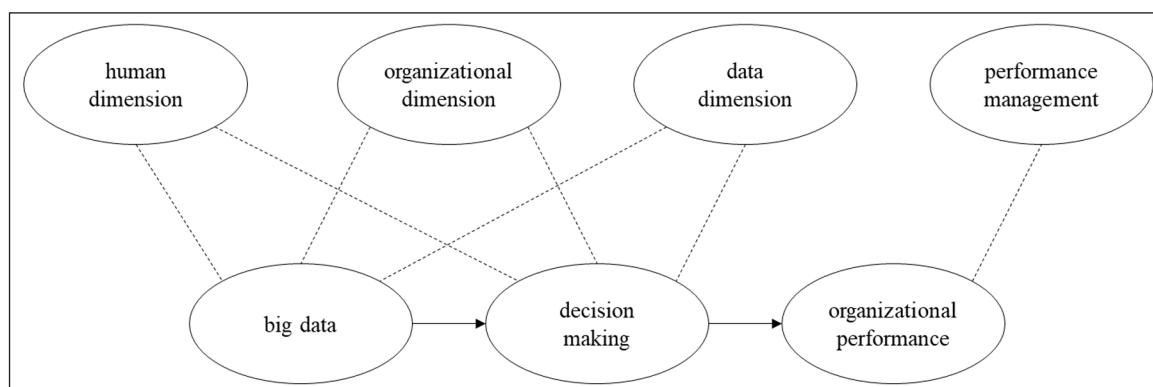 human
dimension
organizational
dimension
data
dimension
performance
management
big data
decision
making
organizational
performance